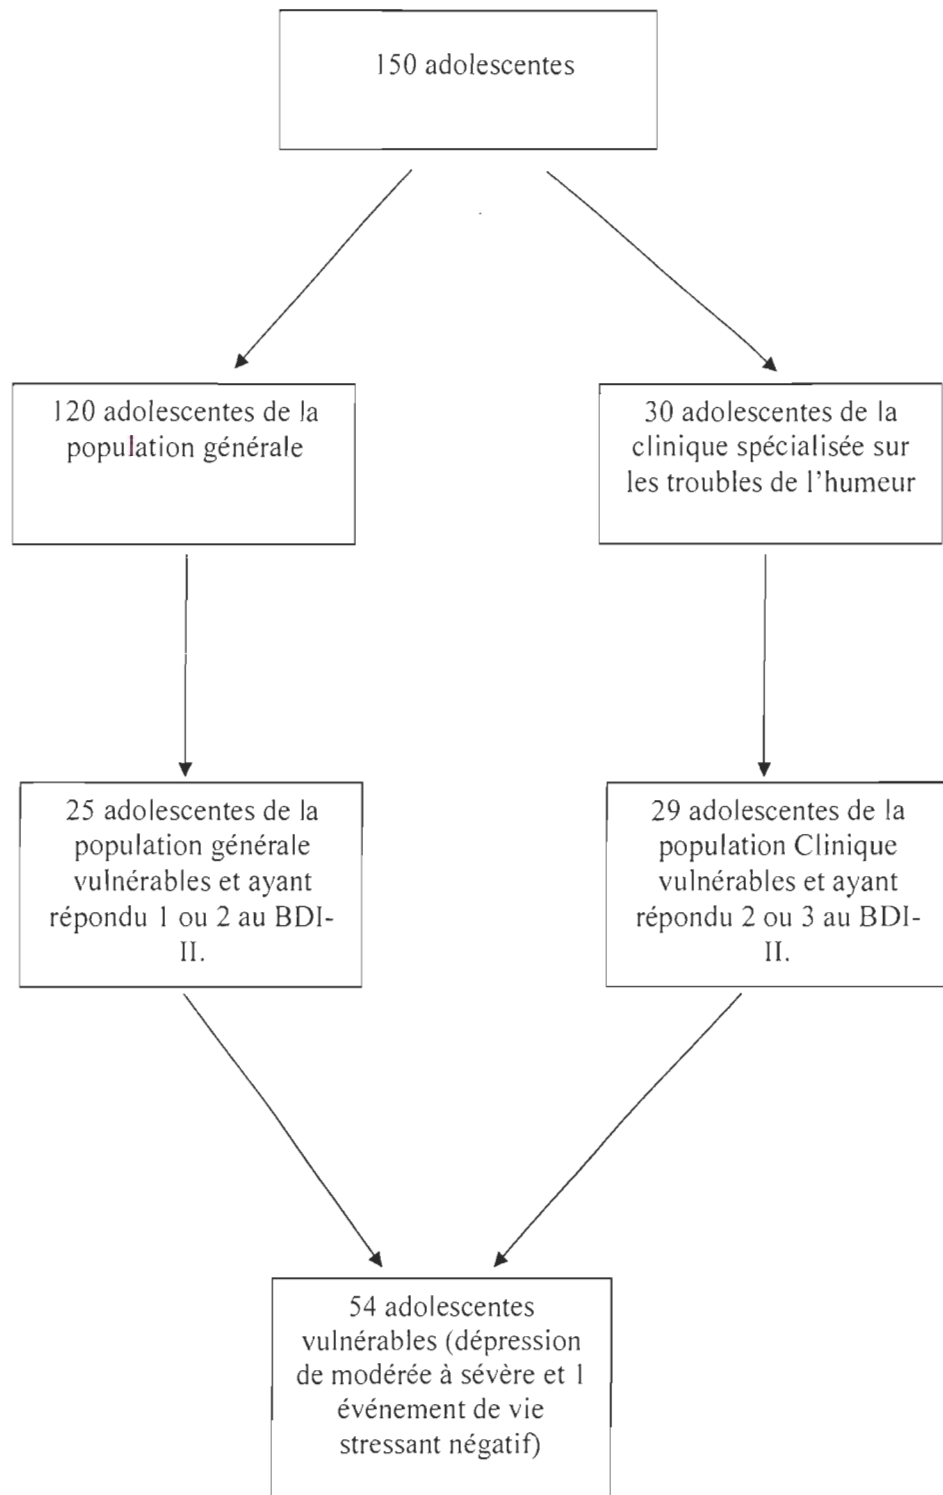 150 adolescentes
120 adolescentes de la
population générale
30 adolescentes de la
clinique spécialisée sur
les troubles de l'humeur
25 adolescentes de la
population générale
vulnérables et ayant
répondu 1 ou 2 au BDI-
II.
29 adolescentes de la
population Clinique
vulnérables et ayant
répondu 2 ou 3 au BDI-
II.
54 adolescentes
vulnérables (dépression
de modérée à sévère et 1
événement de vie
stressant négatif)